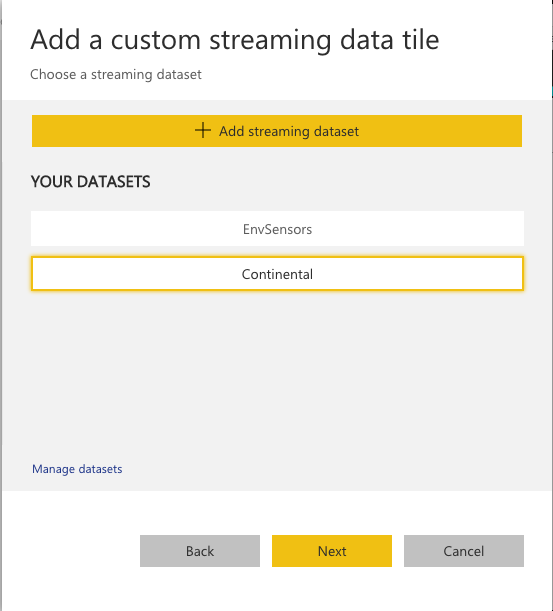 Add a custom streaming data tile
Choose a streaming dataset
+ Add streaming dataset
YOUR DATASETS
EnvSensors
Continental
Manage datasets
Back
Next
Cancel